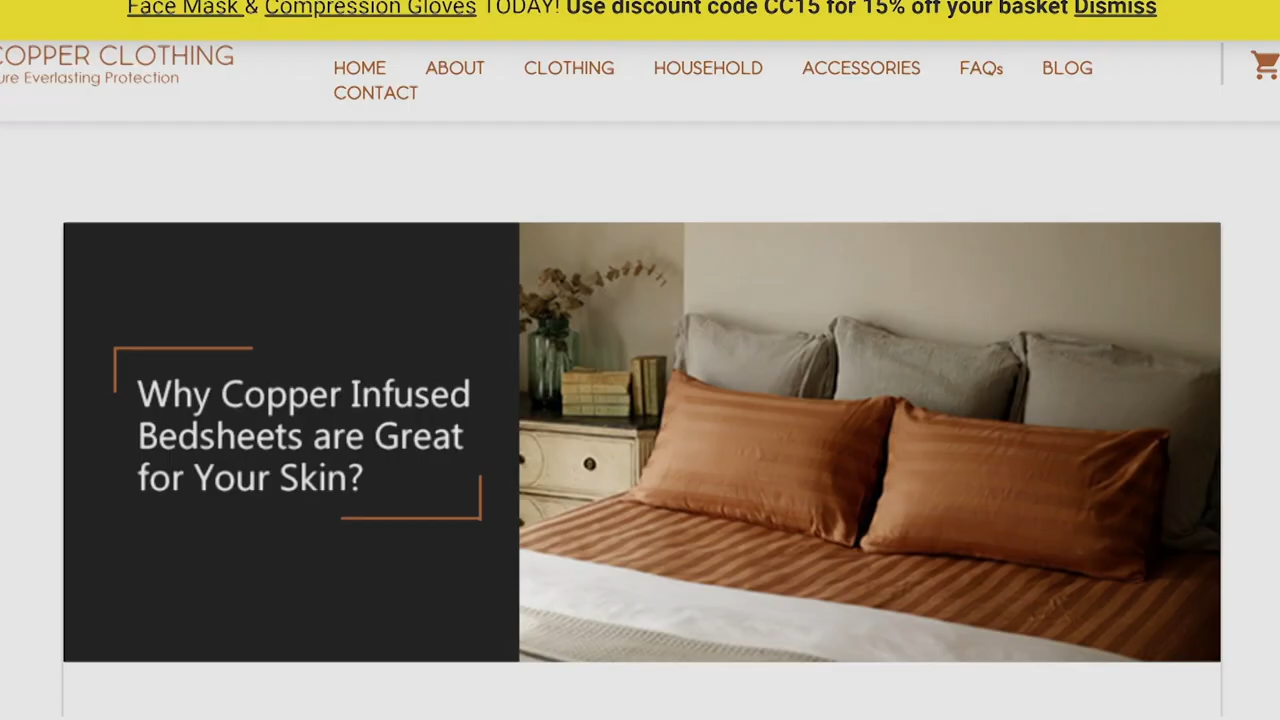 Face Mask & Compression Gloves TODAY! Use discount code CC15 for 15% off your basket Dismiss
COPPER CLOTHING
ure Everlasting Protection
HOME ABOUT CLOTHING HOUSEHOLD ACCESSORIES FAQs BLOG
CONTACT
Why Copper Infused
Bedsheets are Great
for Your Skin?